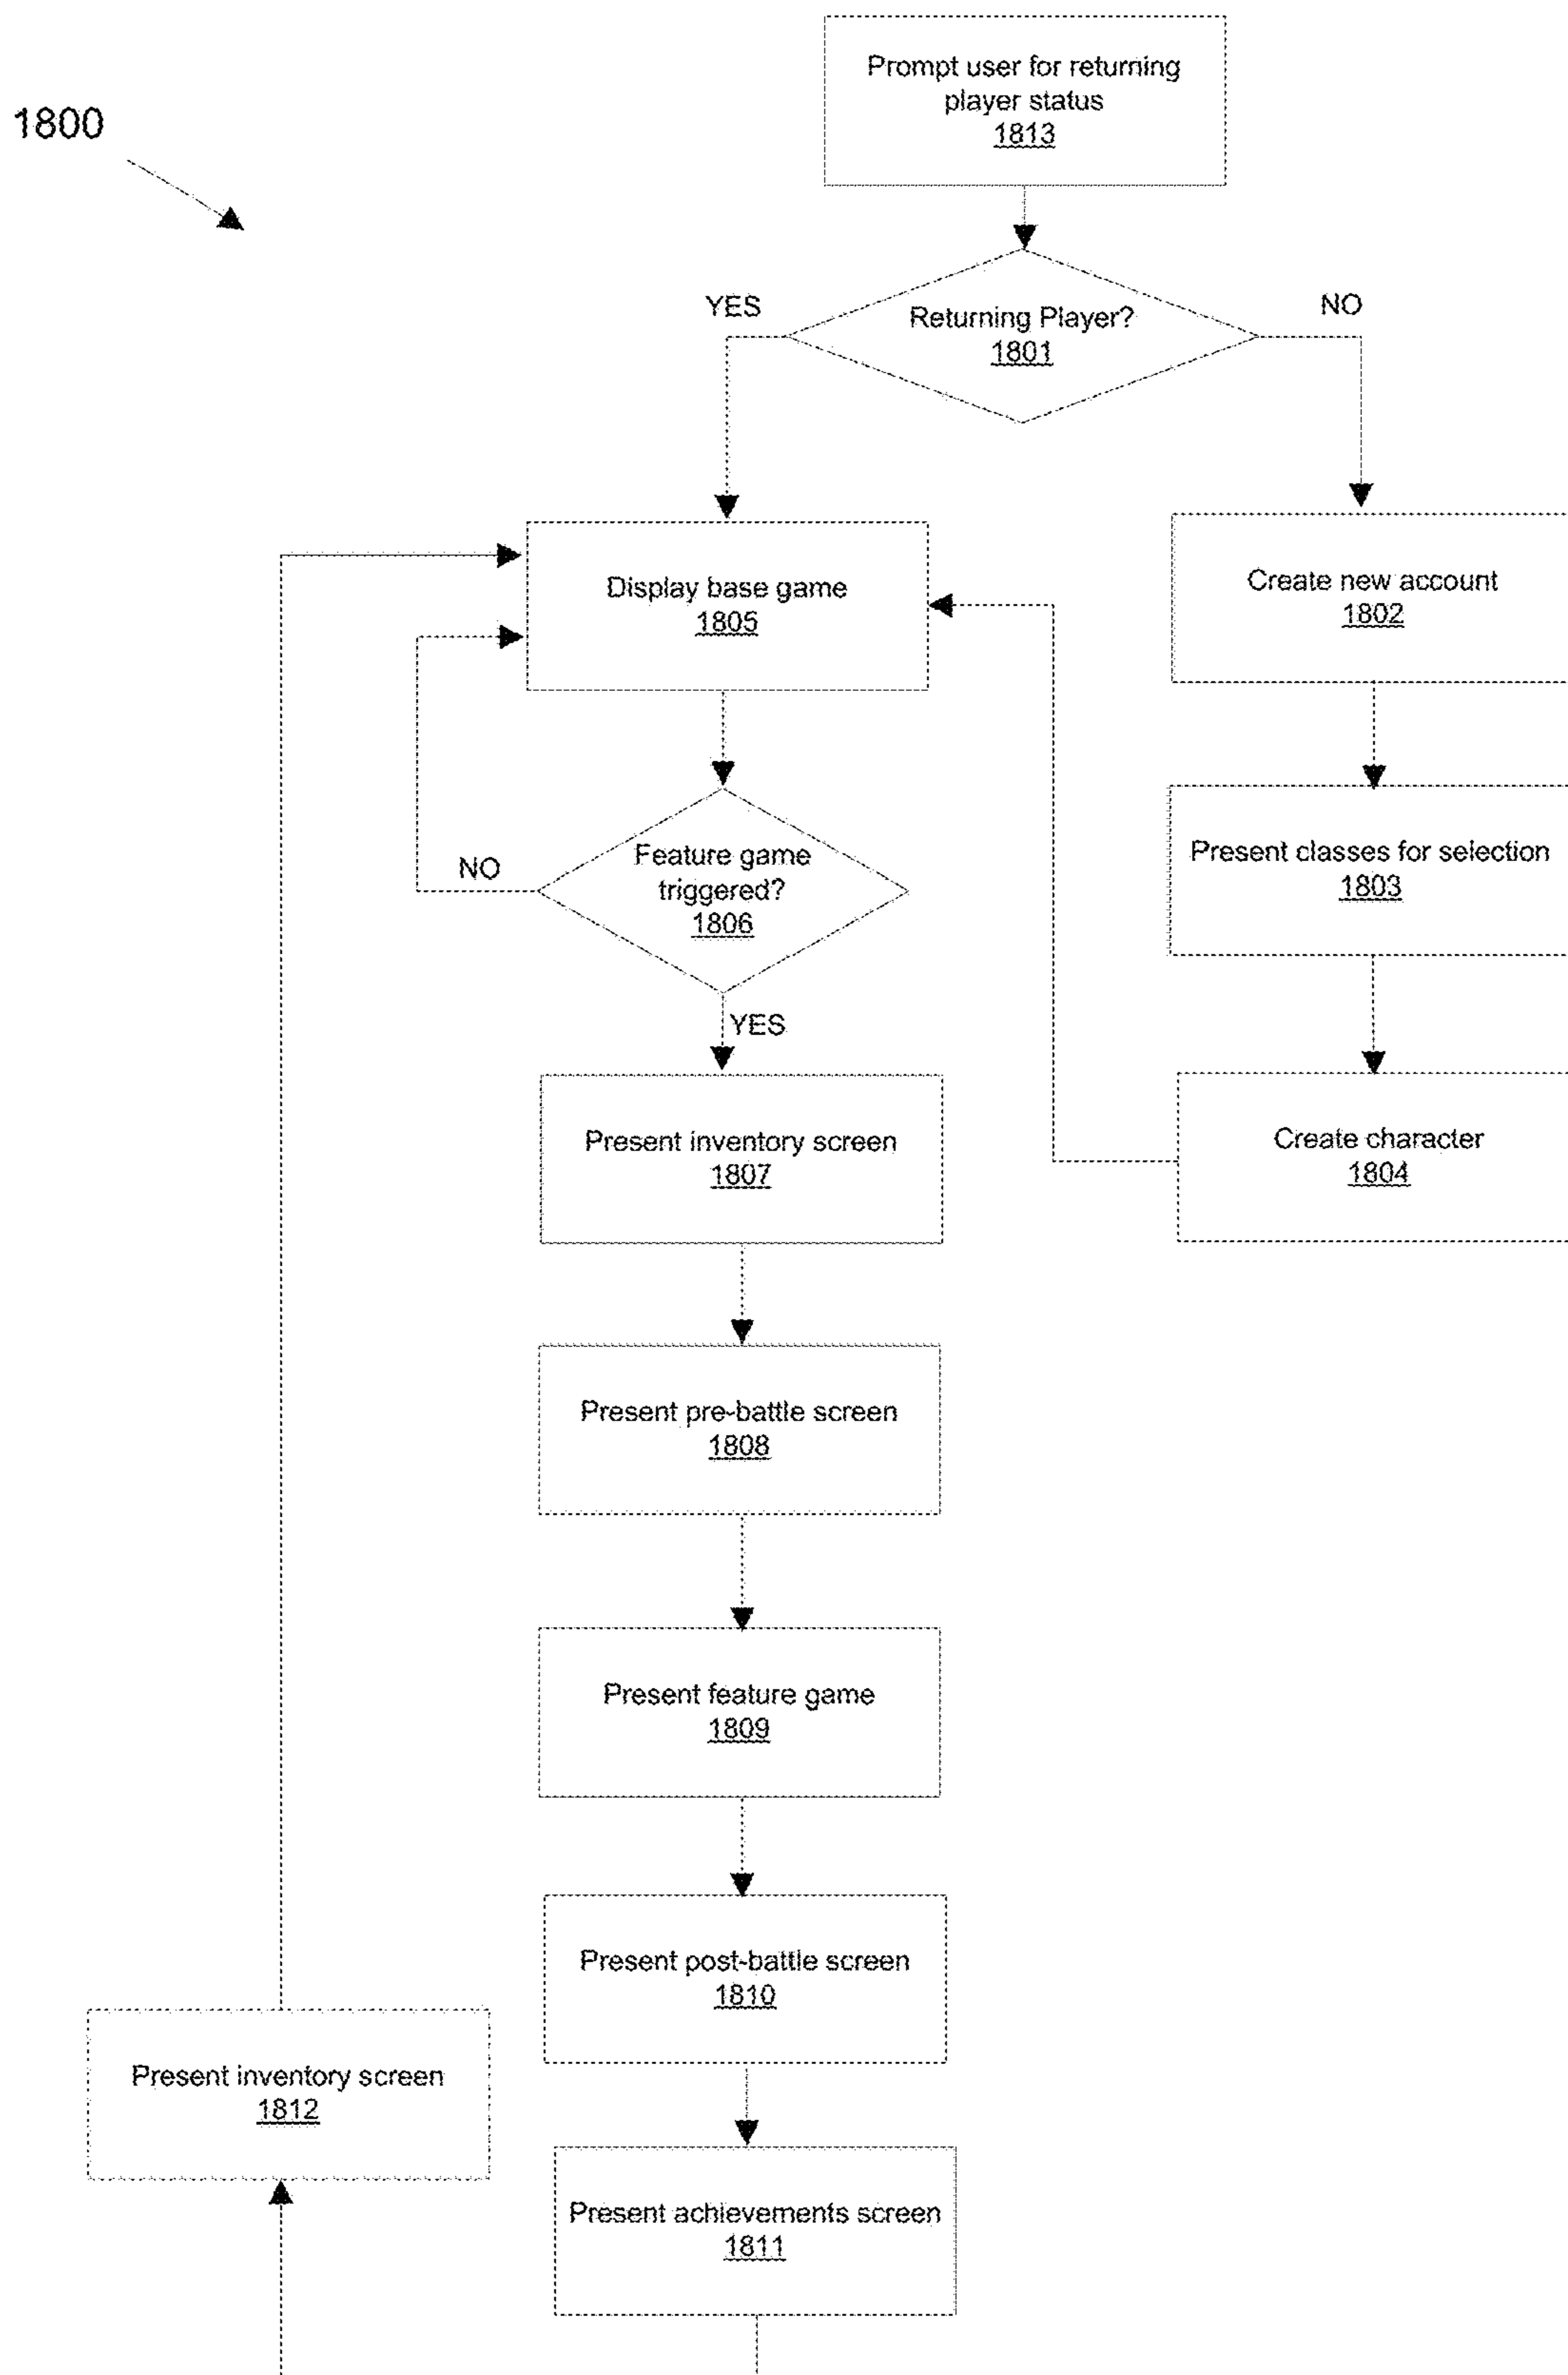 1800
Prompt user for returning
player status
1813
Returning Player?
1801
YES
NO
Display base game
1805
Create new account
1802
Feature game
triggered?
1806
NO
YES
Present classes for selection
1803
Present inventory screen
1807
Create character
1804
Present pre-battle screen
1808
Present feature game
1809
Present post-battle screen
1810
Present inventory screen
1812
Present achievements screen
1811